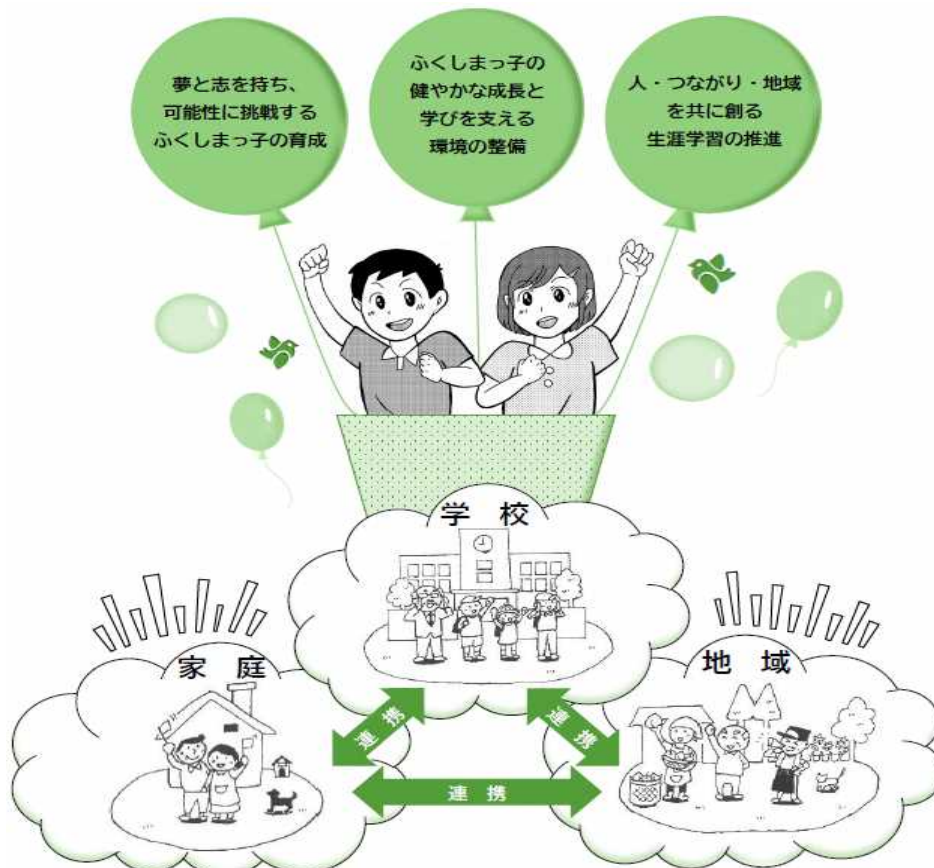 夢と志を持ち、
可能性に挑戦する
ふくしまっ子の育成
ふくしまっ子の
健やかな成長と
学びを支える
環境の整備
人・つながり・地域
を共に創る
生涯学習の推進
学 校
家 庭
地 域
連 携
連 携
連 携